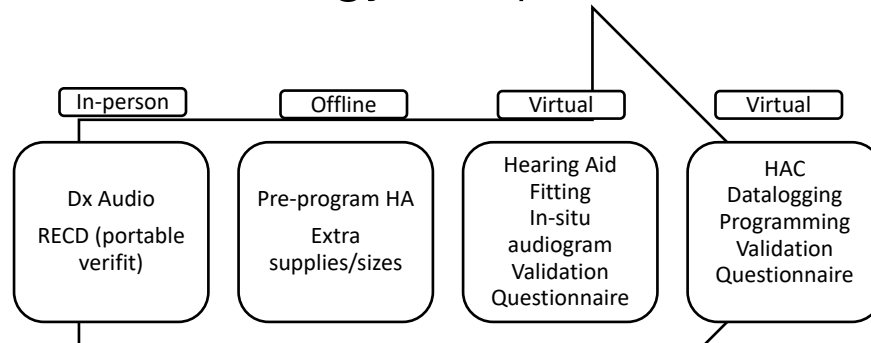 In-person
Offline
Virtual
Virtual
Dx Audio
RECD (portable
verifit)
Pre-program HA
Extra
supplies/sizes
Hearing Aid
Fitting
In-situ
audiogram
Validation
Questionnaire
HAC
Datalogging
Programming
Validation
Questionnaire